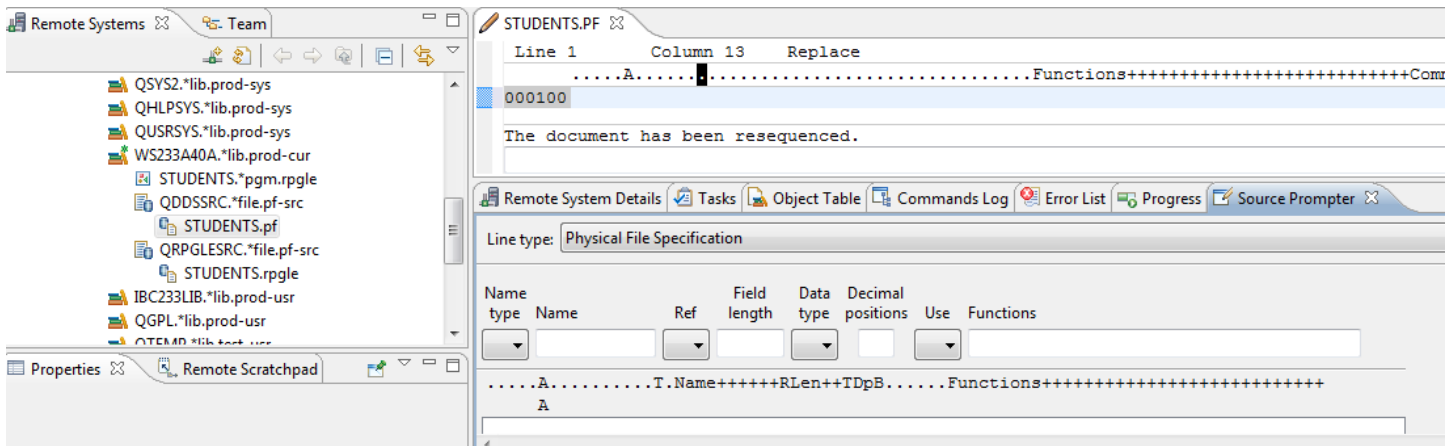 Remote Systems
Team
QSYS2.*lib.prod-sys
QHLPSYS.*lib.prod-sys
QUSRSYS.*lib.prod-sys
WS233A40A.*lib.prod-cur
STUDENTS.*pgm.rpgle
QDDSSRC.*file.pf-src
STUDENTS.pf
QRPGLESRC.*file.pf-src
STUDENTS.rpgle
IBC233LIB.*lib.prod-usr
QGPL.*lib.prod-usr
QTEMP.*lib.test-usr
Properties
Remote Scratchpad
STUDENTS.PF
Line 1 Column 13 Replace
.....A......................................Functions+++++++++++++++++++++++++++Comm
000100
The document has been resequenced.
Remote System Details Tasks Object Table Commands Log Error List Progress Source Prompter
Line type: Physical File Specification
Name Field Data Decimal
type Name Ref length type positions Use Functions
.....A..........T.Name++++++RLen++TDpB......Functions+++++++++++++++++++++++++++
A